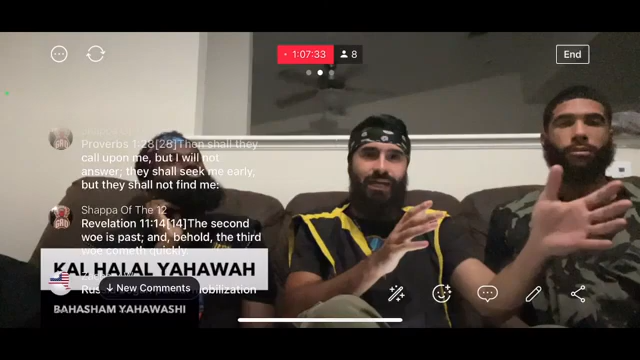 1:07:33
8
End
Proverbs 1:28[28]Then shall they
call upon me, but I will not
answer; they shall seek me early,
but they shall not find me:
Shappa Of The 12
Revelation 11:14[14]The second
woe is past; and, behold, the third
woe cometh quickly
KAL HALAL YAHAWAH
↓ New Comments
BAHASHAM YAHAWASHI